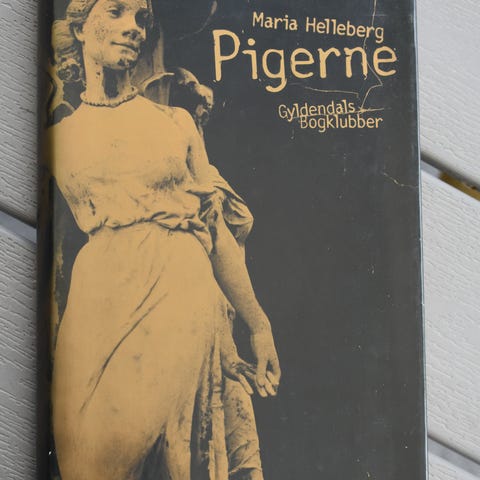 Maria Helleberg
Pigerne
Gyldendals
Bogklubber